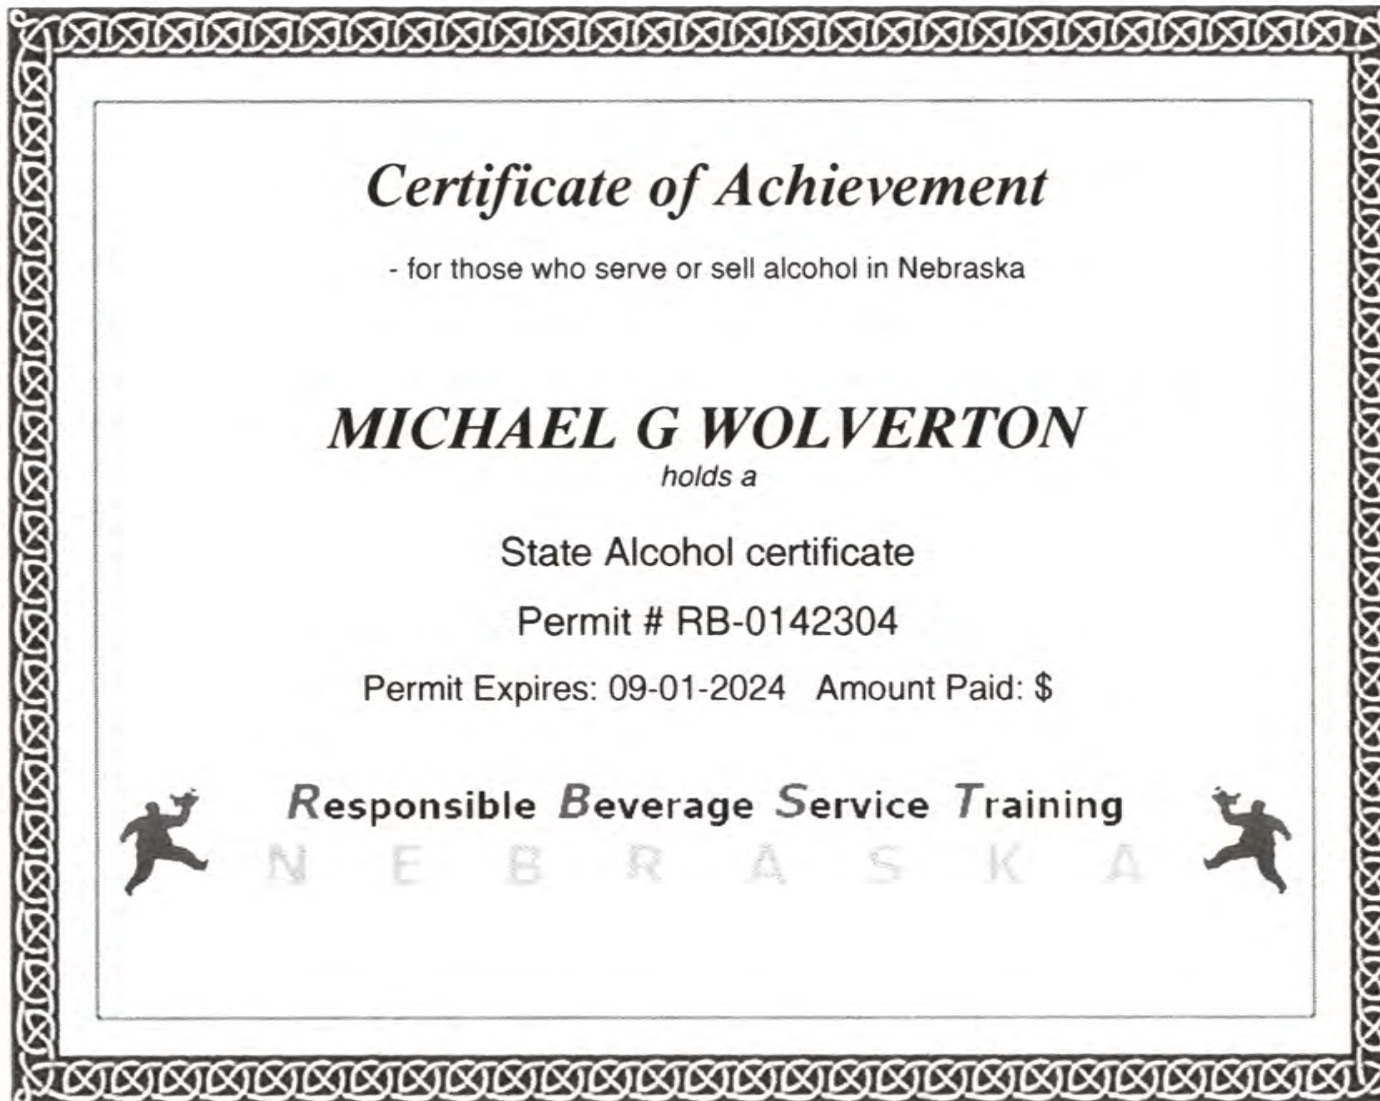 Certificate of Achievement
- for those who serve or sell alcohol in Nebraska
MICHAEL G WOLVERTON
holds a
State Alcohol certificate
Permit # RB-0142304
Permit Expires: 09-01-2024 Amount Paid: $
Responsible Beverage Service Training
NEBRASKA